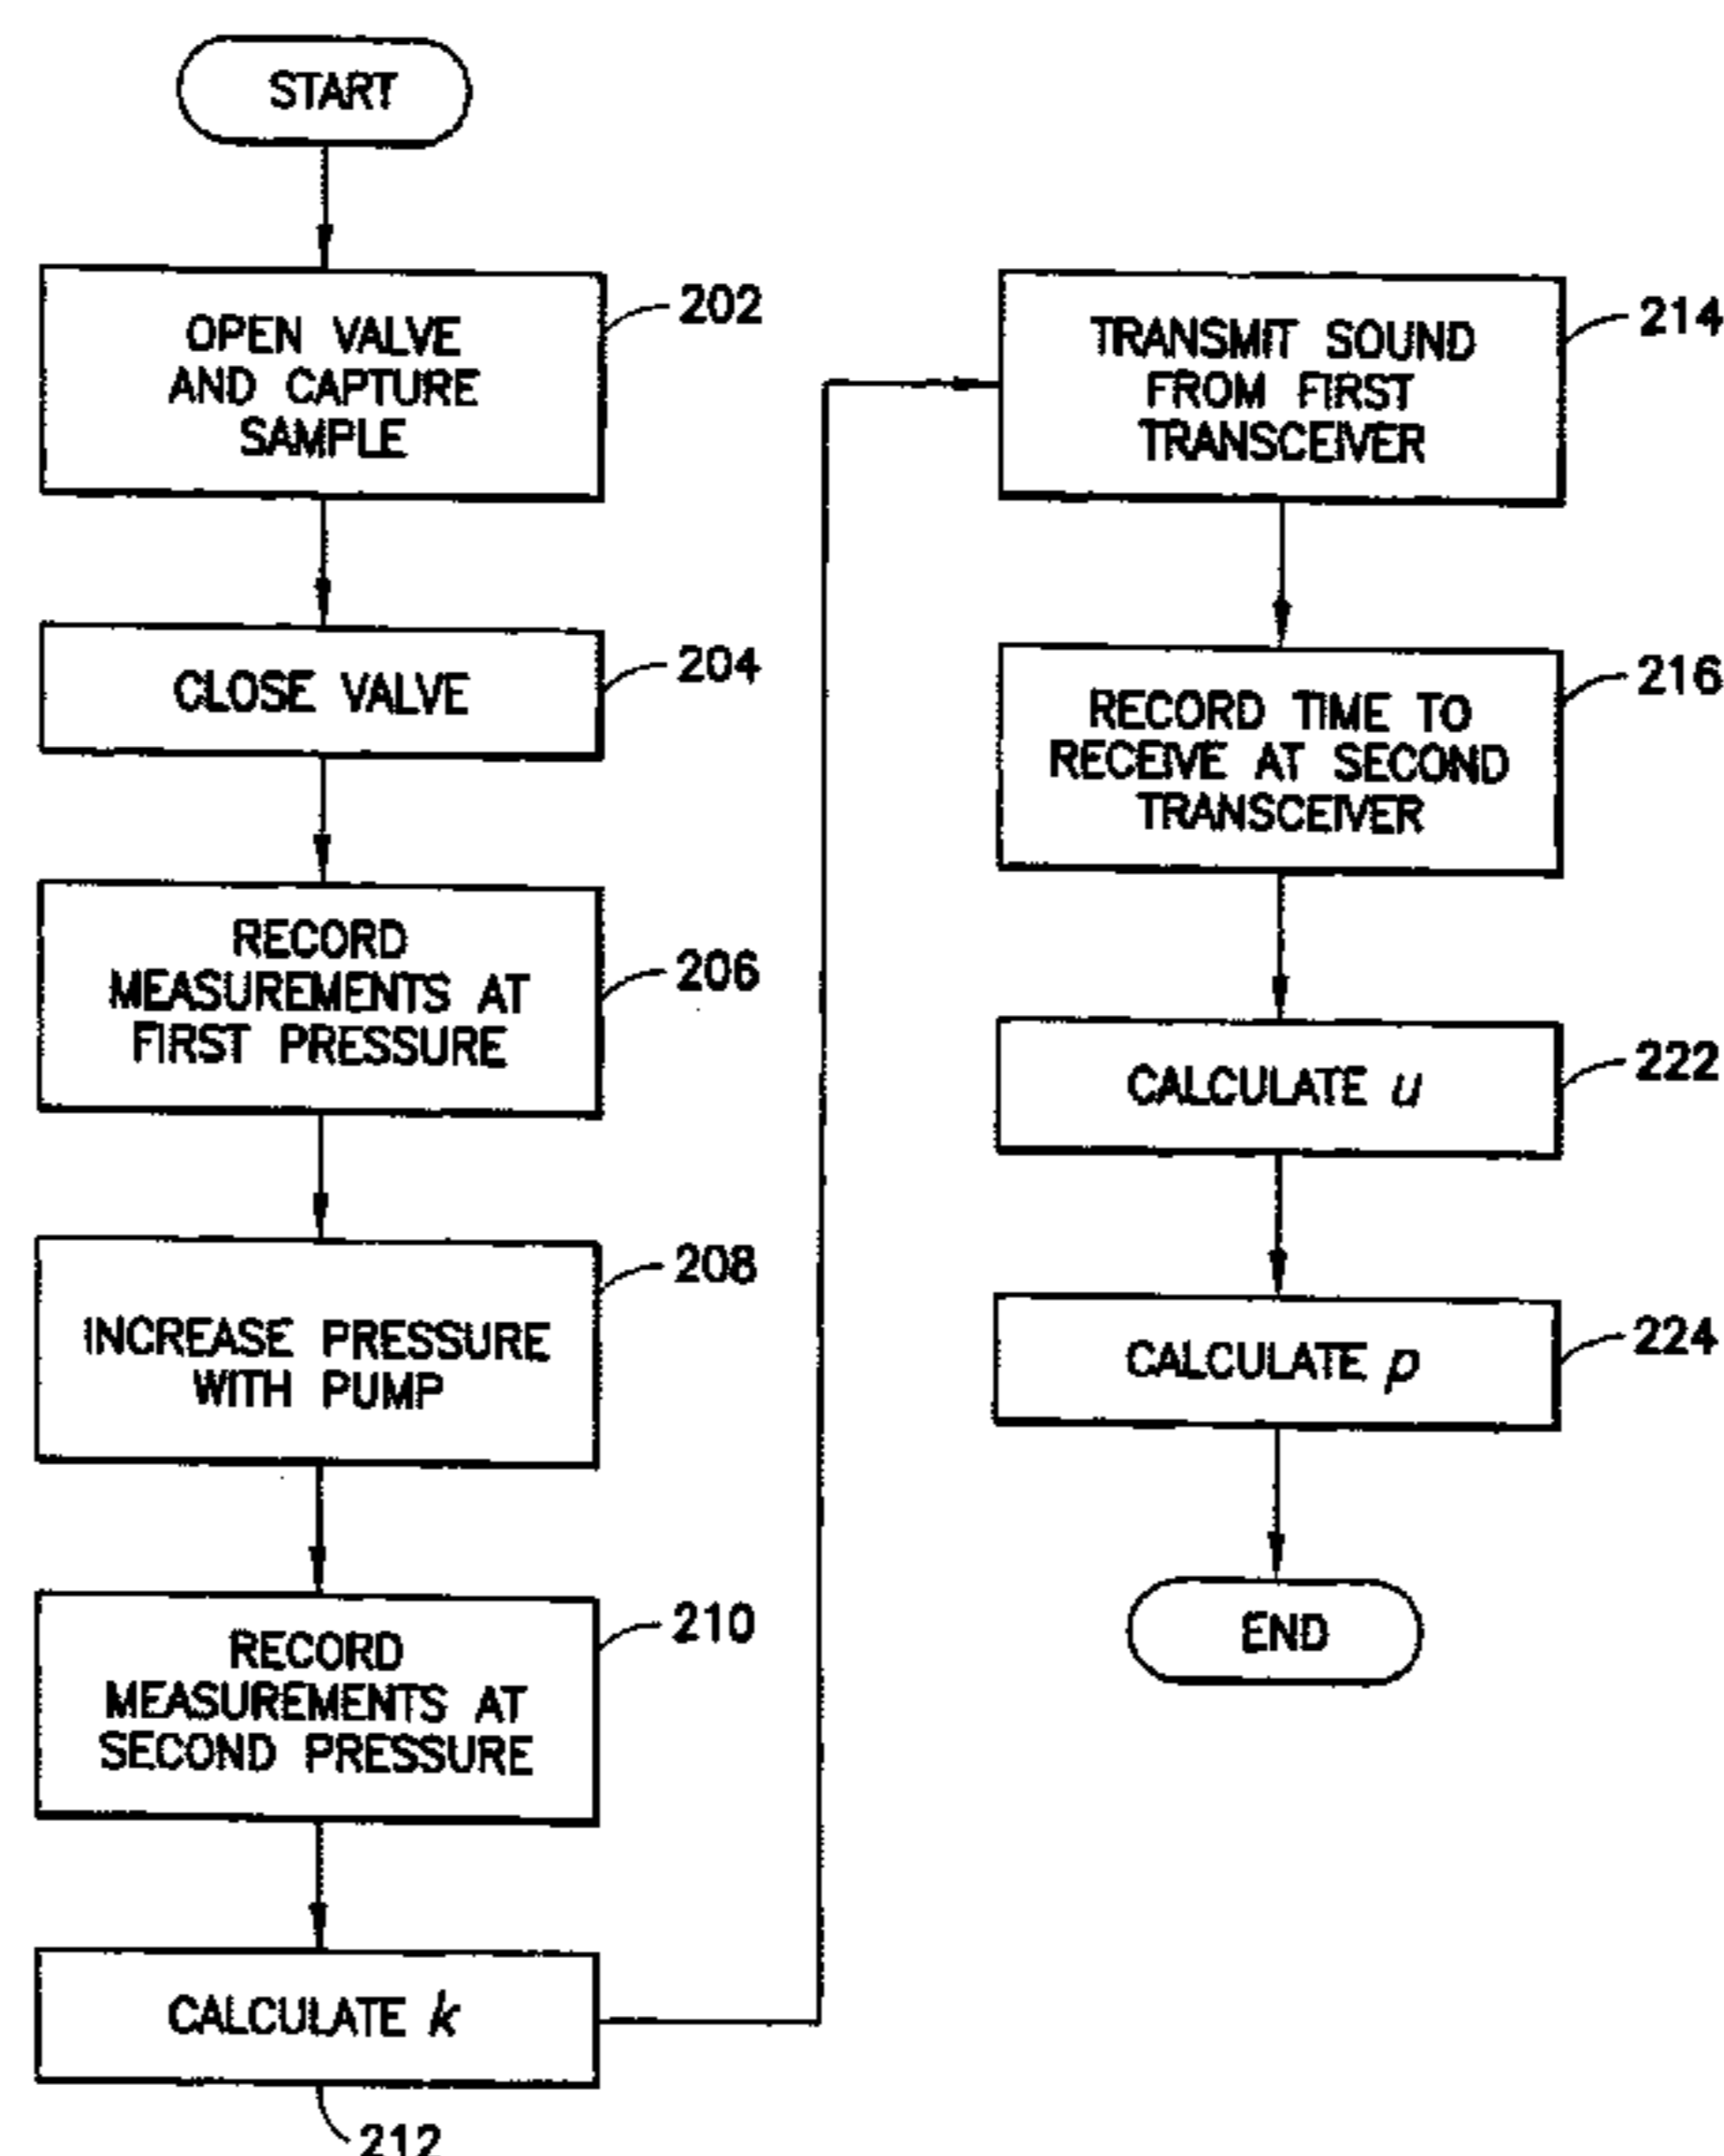 START
OPEN VALVE
AND CAPTURE
SAMPLE
202
CLOSE VALVE
204
RECORD
MEASUREMENTS AT
FIRST PRESSURE
206
INCREASE PRESSURE
WITH PUMP
208
RECORD
MEASUREMENTS AT
SECOND PRESSURE
210
CALCULATE k
212
TRANSMIT SOUND
FROM FIRST
TRANSCEIVER
214
RECORD TIME TO
RECEIVE AT SECOND
TRANSCEIVER
216
CALCULATE u
222
CALCULATE p
224
END